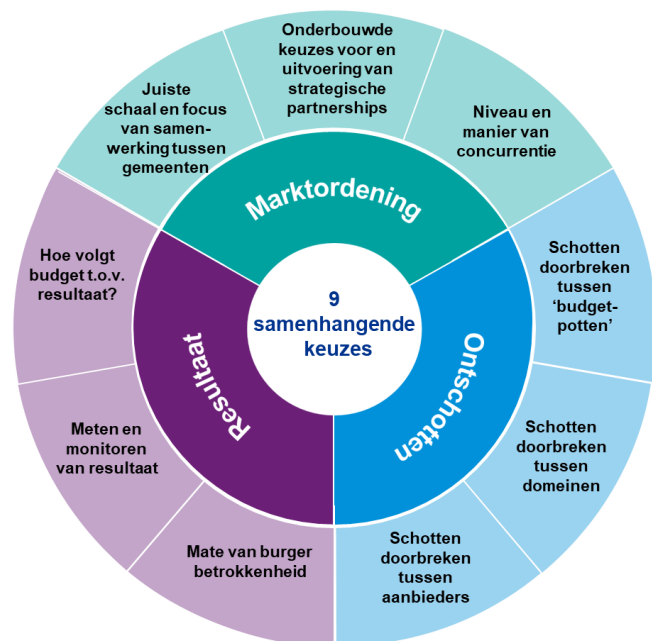 Onderbouwde
keuzes voor en
uitvoering van
strategische
partnerships
Juiste
schaal en focus
van samen-
werking tussen
gemeenten
Niveau en
manier van
concurrentie
Marktordening
Hoe volgt
budget t.o.v.
resultaat?
Schotten
doorbreken
tussen
‘budget-
potten’
9
samenhangende
keuzes
Resultaat
Ontschotten
Meten en
monitoren
van resultaat
Schotten
doorbreken
tussen
domeinen
Mate van burger
betrokkenheid
Schotten
doorbreken
tussen
aanbieders